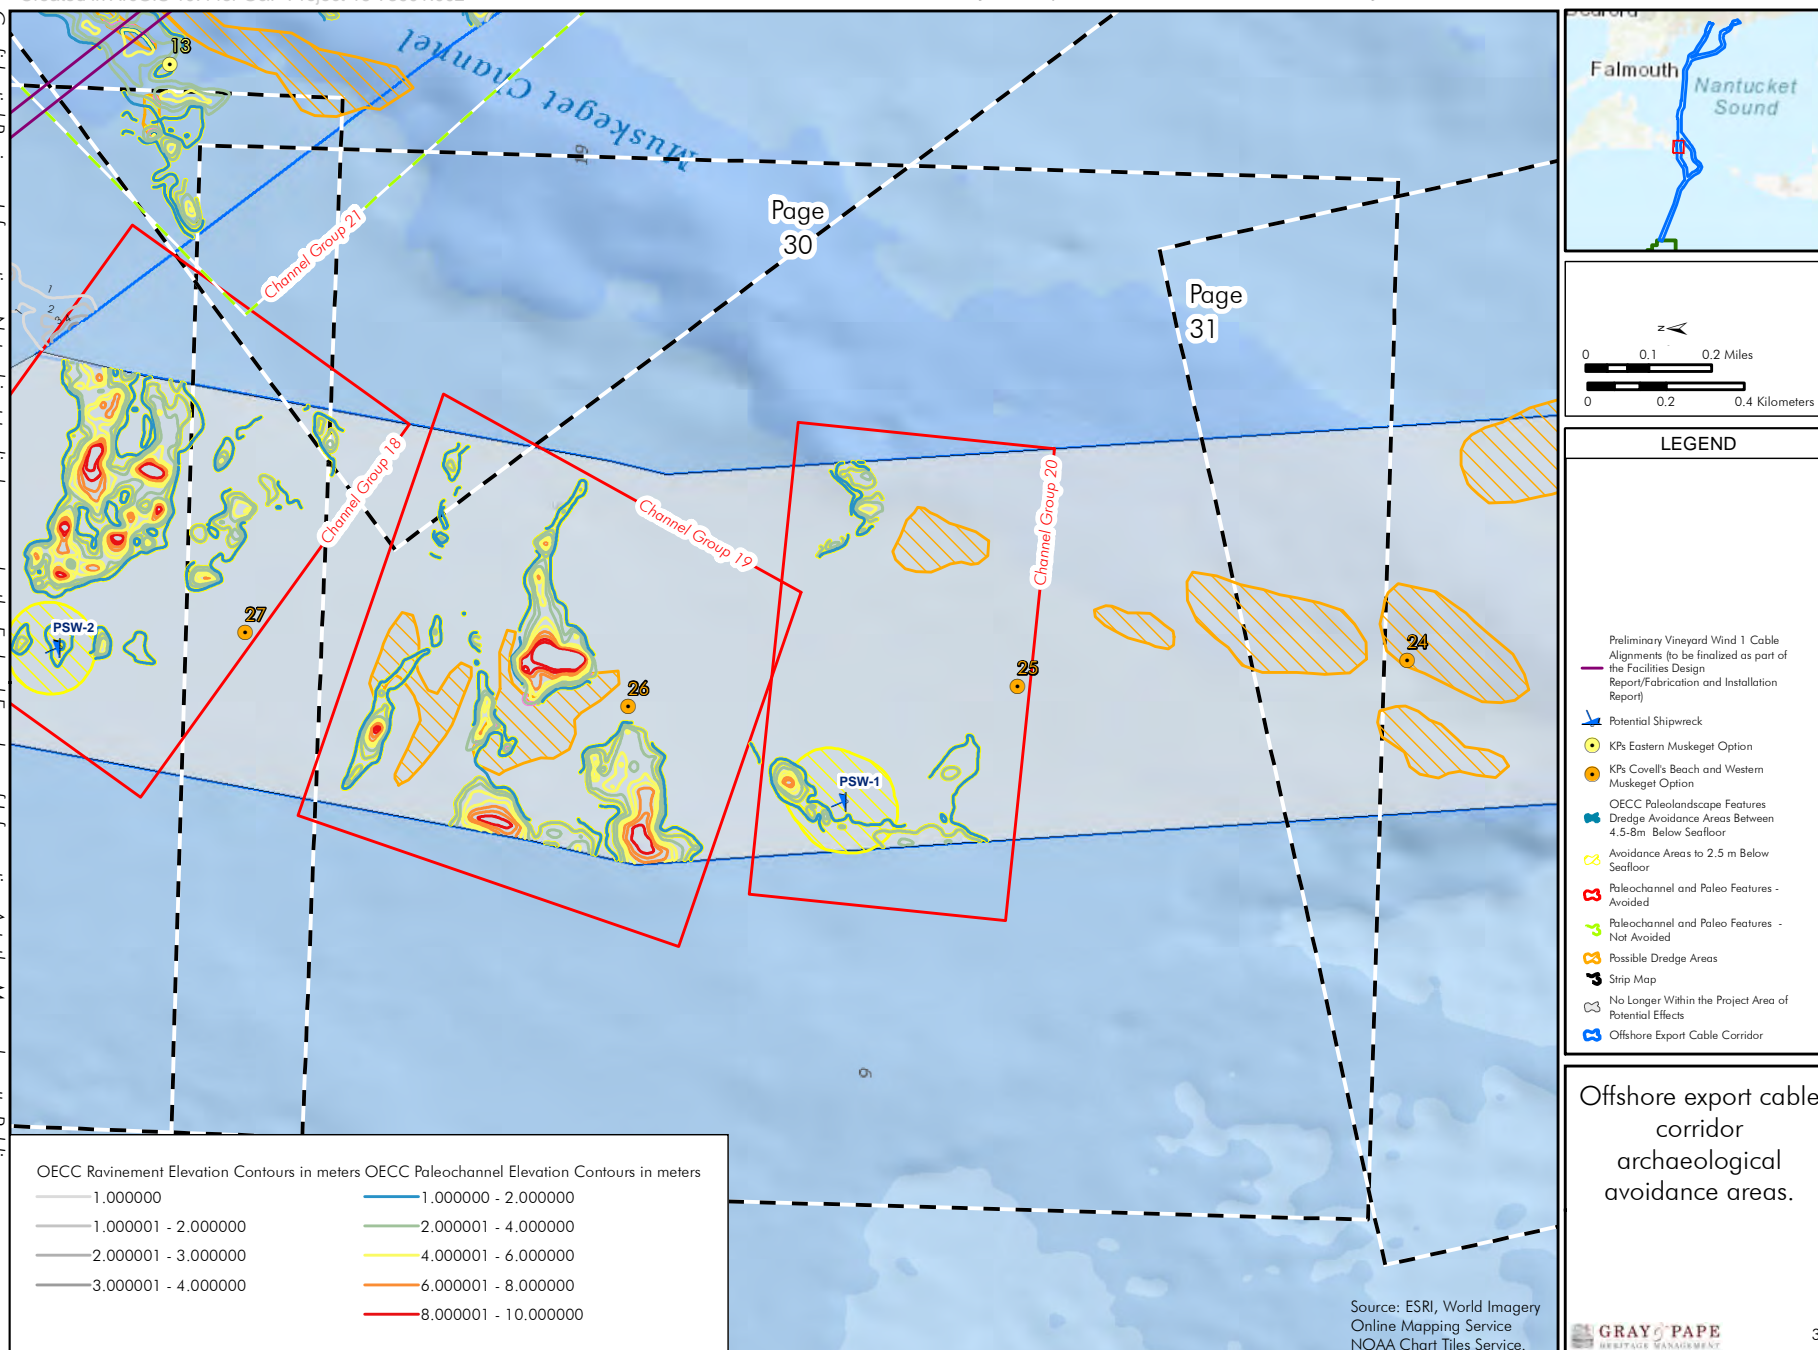 Muskeget Channel
13
19
Page
30
Page
31
Channel Group 21
Channel Group 18
Channel Group 19
Channel Group 20
1
2
27
26
25
24
PSW-2
PSW-1
9
OECC Ravinement Elevation Contours in meters
1.000000
1.000001 - 2.000000
2.000001 - 3.000000
3.000001 - 4.000000
OECC Paleochannel Elevation Contours in meters
1.000000 - 2.000000
2.000001 - 4.000000
4.000001 - 6.000000
6.000001 - 8.000000
8.000001 - 10.000000
Source: ESRI, World Imagery
Online Mapping Service
NOAA Chart Tiles Service.
Falmouth
Nantucket
Sound
N
0 0.1 0.2 Miles
0 0.2 0.4 Kilometers
LEGEND
Preliminary Vineyard Wind 1 Cable
Alignments (to be finalized as part of
the Facilities Design
Report/Fabrication and Installation
Report)
Potential Shipwreck
KPs Eastern Muskeget Option
KPs Covell's Beach and Western
Muskeget Option
OECC Paleolandscape Features
Dredge Avoidance Areas Between
4.5-8m Below Seafloor
Avoidance Areas to 2.5 m Below
Seafloor
Paleochannel and Paleo Features -
Avoided
Paleochannel and Paleo Features -
Not Avoided
Possible Dredge Areas
Strip Map
No Longer Within the Project Area of
Potential Effects
Offshore Export Cable Corridor
Offshore export cable
corridor
archaeological
avoidance areas.
GRAY & PAPE
HERITAGE MANAGEMENT
3